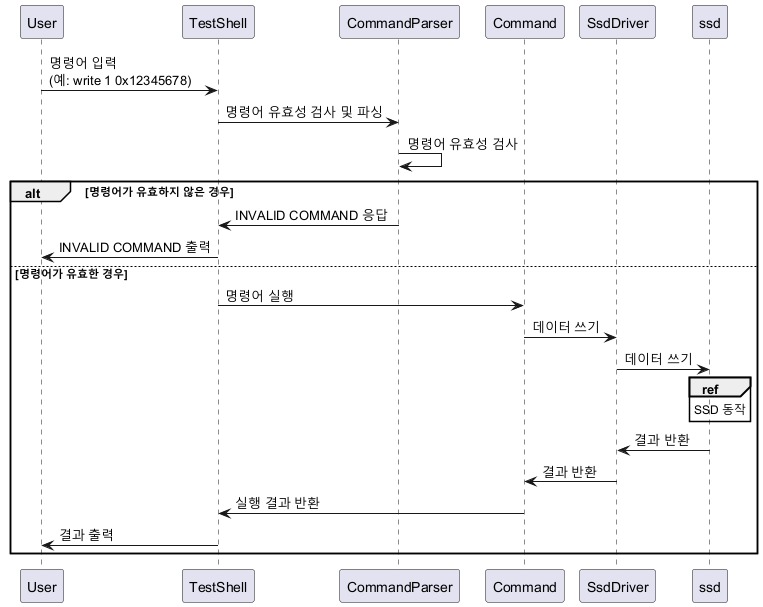 User TestShell CommandParser Command SsdDriver ssd
명령어 입력
(예: write 1 0x12345678)
명령어 유효성 검사 및 파싱
명령어 유효성 검사
alt [명령어가 유효하지 않은 경우]
INVALID COMMAND 응답
INVALID COMMAND 출력
[명령어가 유효한 경우]
명령어 실행
데이터 쓰기
데이터 쓰기
ref
SSD 동작
결과 반환
결과 반환
실행 결과 반환
결과 출력
User TestShell CommandParser Command SsdDriver ssd